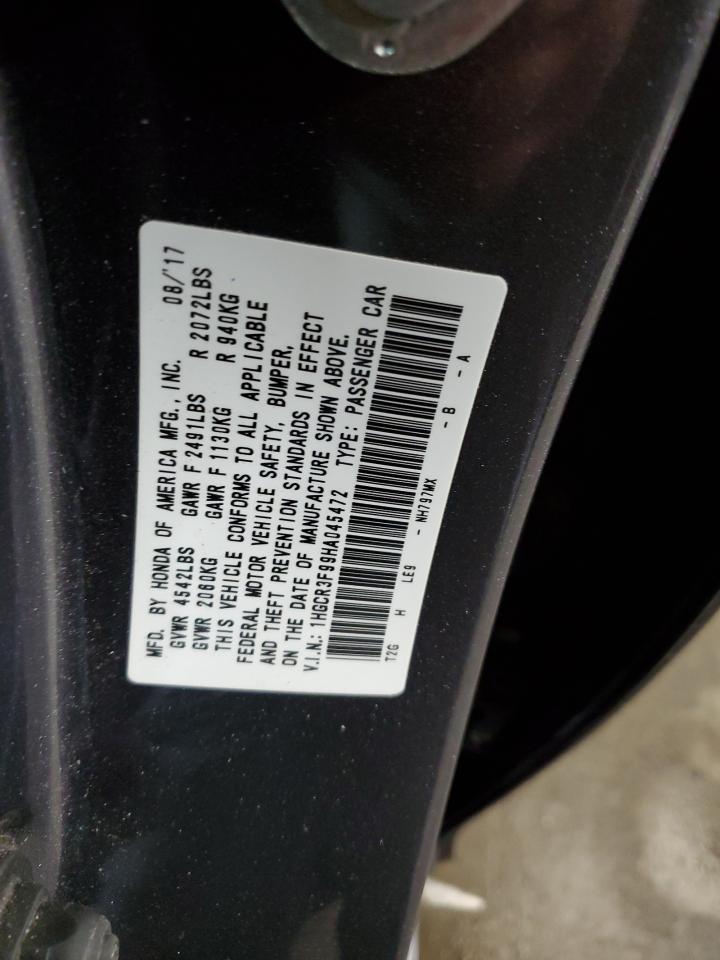 MFD. BY HONDA OF AMERICA MFG., INC. 08/'17
GVWR 4542LBS GAWR F 2491LBS R 2072LBS
GVWR 2060KG GAWR F 1130KG R 940KG
THIS VEHICLE CONFORMS TO ALL APPLICABLE
FEDERAL MOTOR VEHICLE SAFETY, BUMPER,
AND THEFT PREVENTION STANDARDS IN EFFECT
ON THE DATE OF MANUFACTURE SHOWN ABOVE.
V.I.N.: 1HGCR3F99HA045472 TYPE: PASSENGER CAR
T2G H LE9 - NH797MX - B - A